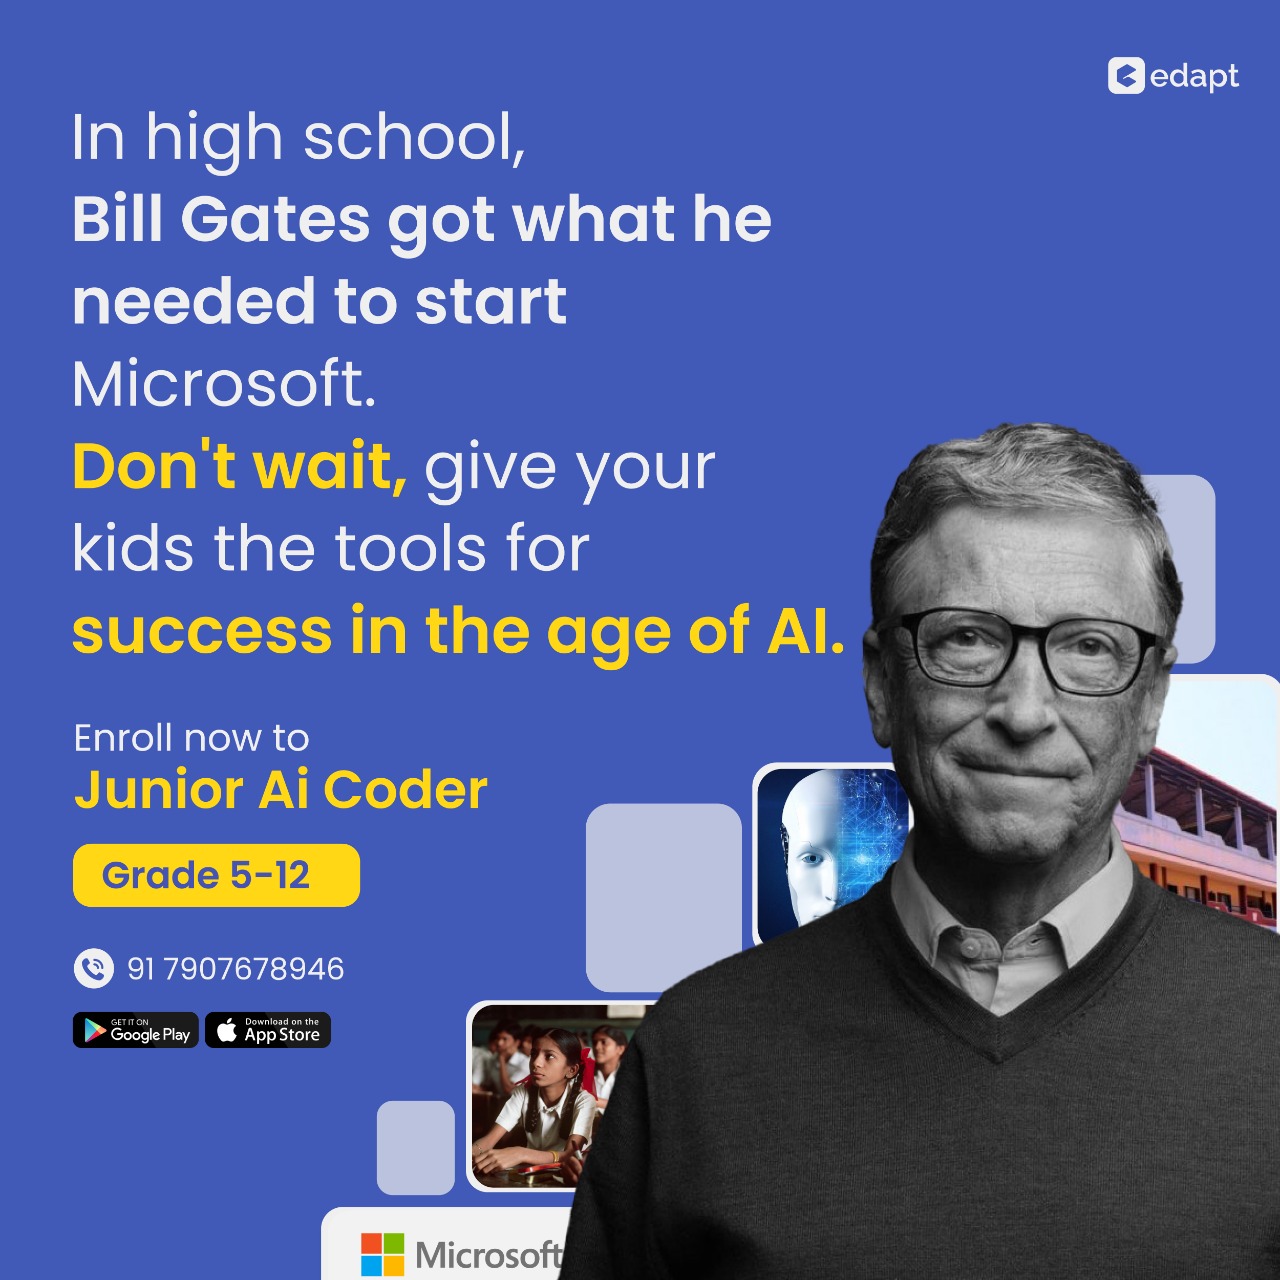 edapt
In high school,
Bill Gates got what he
needed to start
Microsoft.
Don't wait, give your
kids the tools for
success in the age of AI.
Enroll now to
Junior Ai Coder
Grade 5-12
91 7907678946
GET IT ON
Google Play
Download on the
App Store
Microsoft